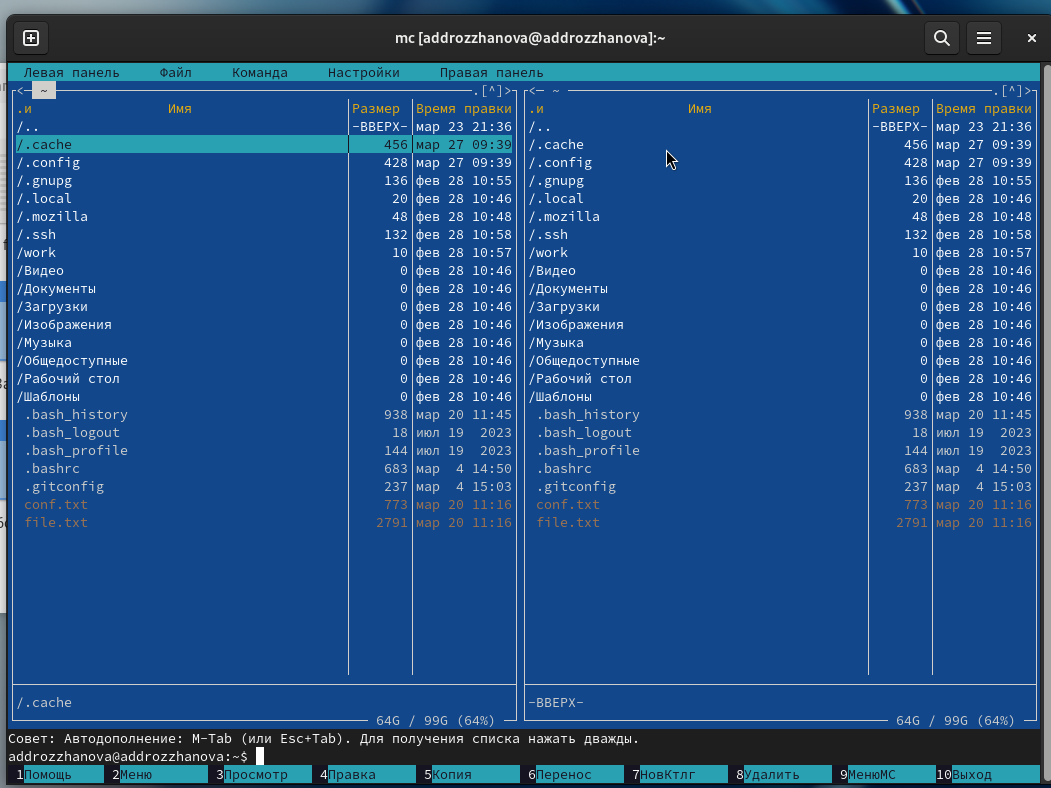 mc [addrozzhanova@addrozzhanova]:~
Левая панель Файл Команда Настройки Правая панель
<─ ~ .[^]> <─ ~ .[^]>
.и Имя Размер Время правки .и Имя Размер Время правки
/.. -ВВЕРХ- мар 23 21:36 /.. -ВВЕРХ- мар 23 21:36
/.cache 456 мар 27 09:39 /.cache 456 мар 27 09:39
/.config 428 мар 27 09:39 /.config 428 мар 27 09:39
/.gnupg 136 фев 28 10:55 /.gnupg 136 фев 28 10:55
/.local 20 фев 28 10:46 /.local 20 фев 28 10:46
/.mozilla 48 фев 28 10:48 /.mozilla 48 фев 28 10:48
/.ssh 132 фев 28 10:58 /.ssh 132 фев 28 10:58
/work 10 фев 28 10:57 /work 10 фев 28 10:57
/Видео 0 фев 28 10:46 /Видео 0 фев 28 10:46
/Документы 0 фев 28 10:46 /Документы 0 фев 28 10:46
/Загрузки 0 фев 28 10:46 /Загрузки 0 фев 28 10:46
/Изображения 0 фев 28 10:46 /Изображения 0 фев 28 10:46
/Музыка 0 фев 28 10:46 /Музыка 0 фев 28 10:46
/Общедоступные 0 фев 28 10:46 /Общедоступные 0 фев 28 10:46
/Рабочий стол 0 фев 28 10:46 /Рабочий стол 0 фев 28 10:46
/Шаблоны 0 фев 28 10:46 /Шаблоны 0 фев 28 10:46
.bash_history 938 мар 20 11:45 .bash_history 938 мар 20 11:45
.bash_logout 18 июл 19 2023 .bash_logout 18 июл 19 2023
.bash_profile 144 июл 19 2023 .bash_profile 144 июл 19 2023
.bashrc 683 мар 4 14:50 .bashrc 683 мар 4 14:50
.gitconfig 237 мар 4 15:03 .gitconfig 237 мар 4 15:03
conf.txt 773 мар 20 11:16 conf.txt 773 мар 20 11:16
file.txt 2791 мар 20 11:16 file.txt 2791 мар 20 11:16
/.cache -ВВЕРХ-
64G / 99G (64%) 64G / 99G (64%)
Совет: Автодополнение: M-Tab (или Esc+Tab). Для получения списка нажать дважды.
addrozzhanova@addrozzhanova:~$
1Помощь 2Меню 3Просмотр 4Правка 5Копия 6Перенос 7НовКтлг 8Удалить 9МенюMC 10Выход